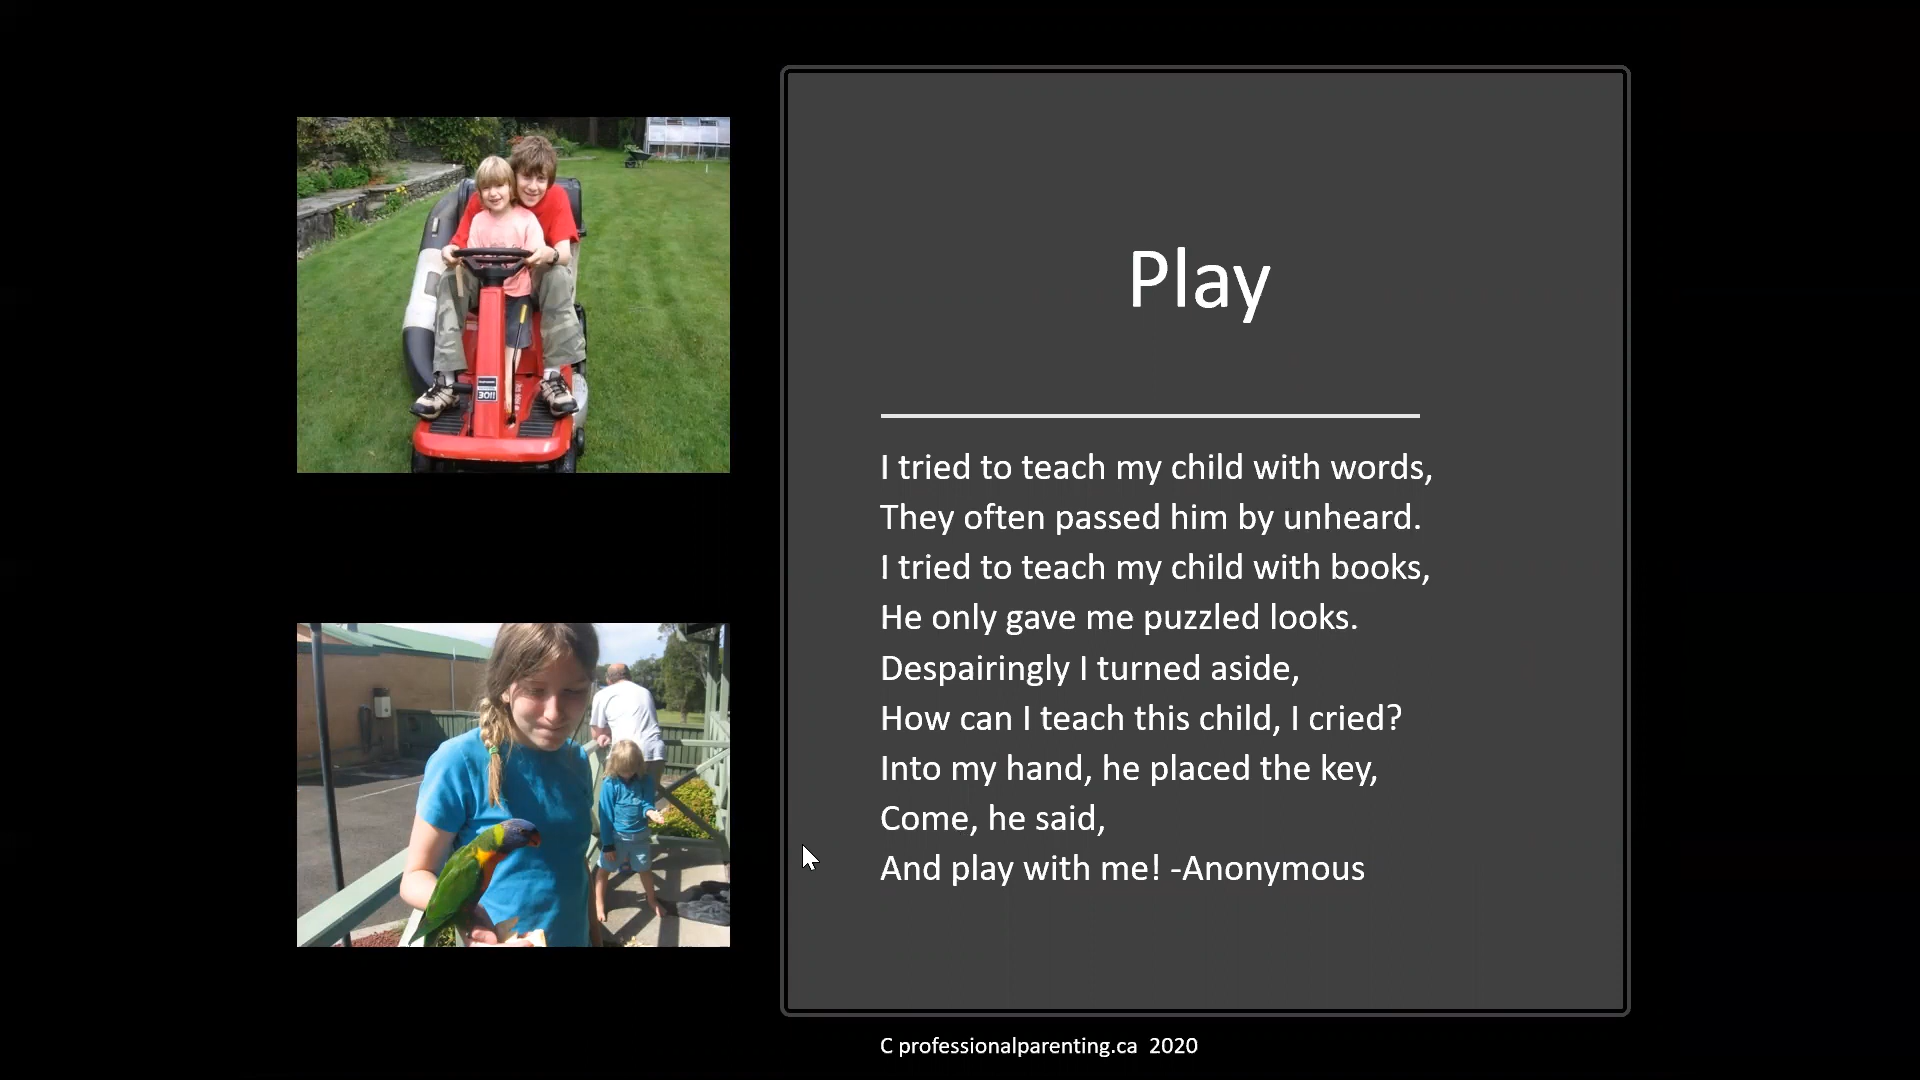 Play
I tried to teach my child with words,
They often passed him by unheard.
I tried to teach my child with books,
He only gave me puzzled looks.
Despairingly I turned aside,
How can I teach this child, I cried?
Into my hand, he placed the key,
Come, he said,
And play with me! -Anonymous
30!!
C professionalparenting.ca 2020